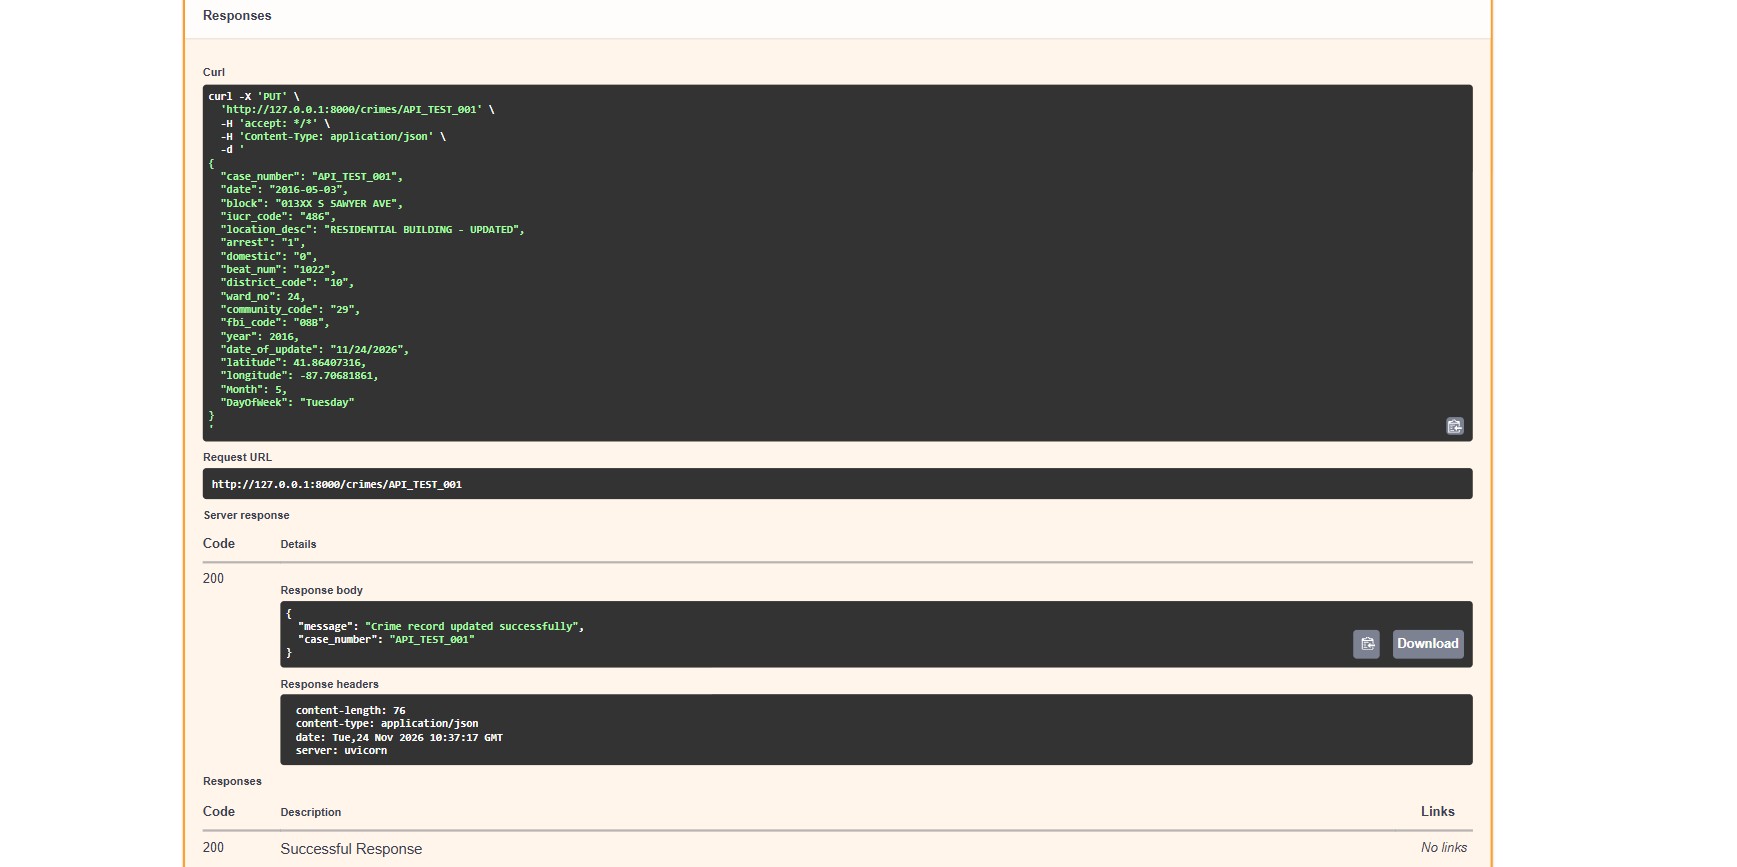 Responses
Curl
curl -X 'PUT' \
  'http://127.0.0.1:8000/crimes/API_TEST_001' \
  -H 'accept: */*' \
  -H 'Content-Type: application/json' \
  -d '
{
  "case_number": "API_TEST_001",
  "date": "2016-05-03",
  "block": "013XX S SAWYER AVE",
  "iucr_code": "486",
  "location_desc": "RESIDENTIAL BUILDING - UPDATED",
  "arrest": "1",
  "domestic": "0",
  "beat_num": "1022",
  "district_code": "10",
  "ward_no": 24,
  "community_code": "29",
  "fbi_code": "08B",
  "year": 2016,
  "date_of_update": "11/24/2026",
  "latitude": 41.86407316,
  "longitude": -87.70681861,
  "Month": 5,
  "DayOfWeek": "Tuesday"
}
'
Request URL
http://127.0.0.1:8000/crimes/API_TEST_001
Server response
Code Details
200
Response body
{
  "message": "Crime record updated successfully",
  "case_number": "API_TEST_001"
}
Download
Response headers
content-length: 76
content-type: application/json
date: Tue,24 Nov 2026 10:37:17 GMT
server: uvicorn
Responses
Code Description Links
200 Successful Response No links